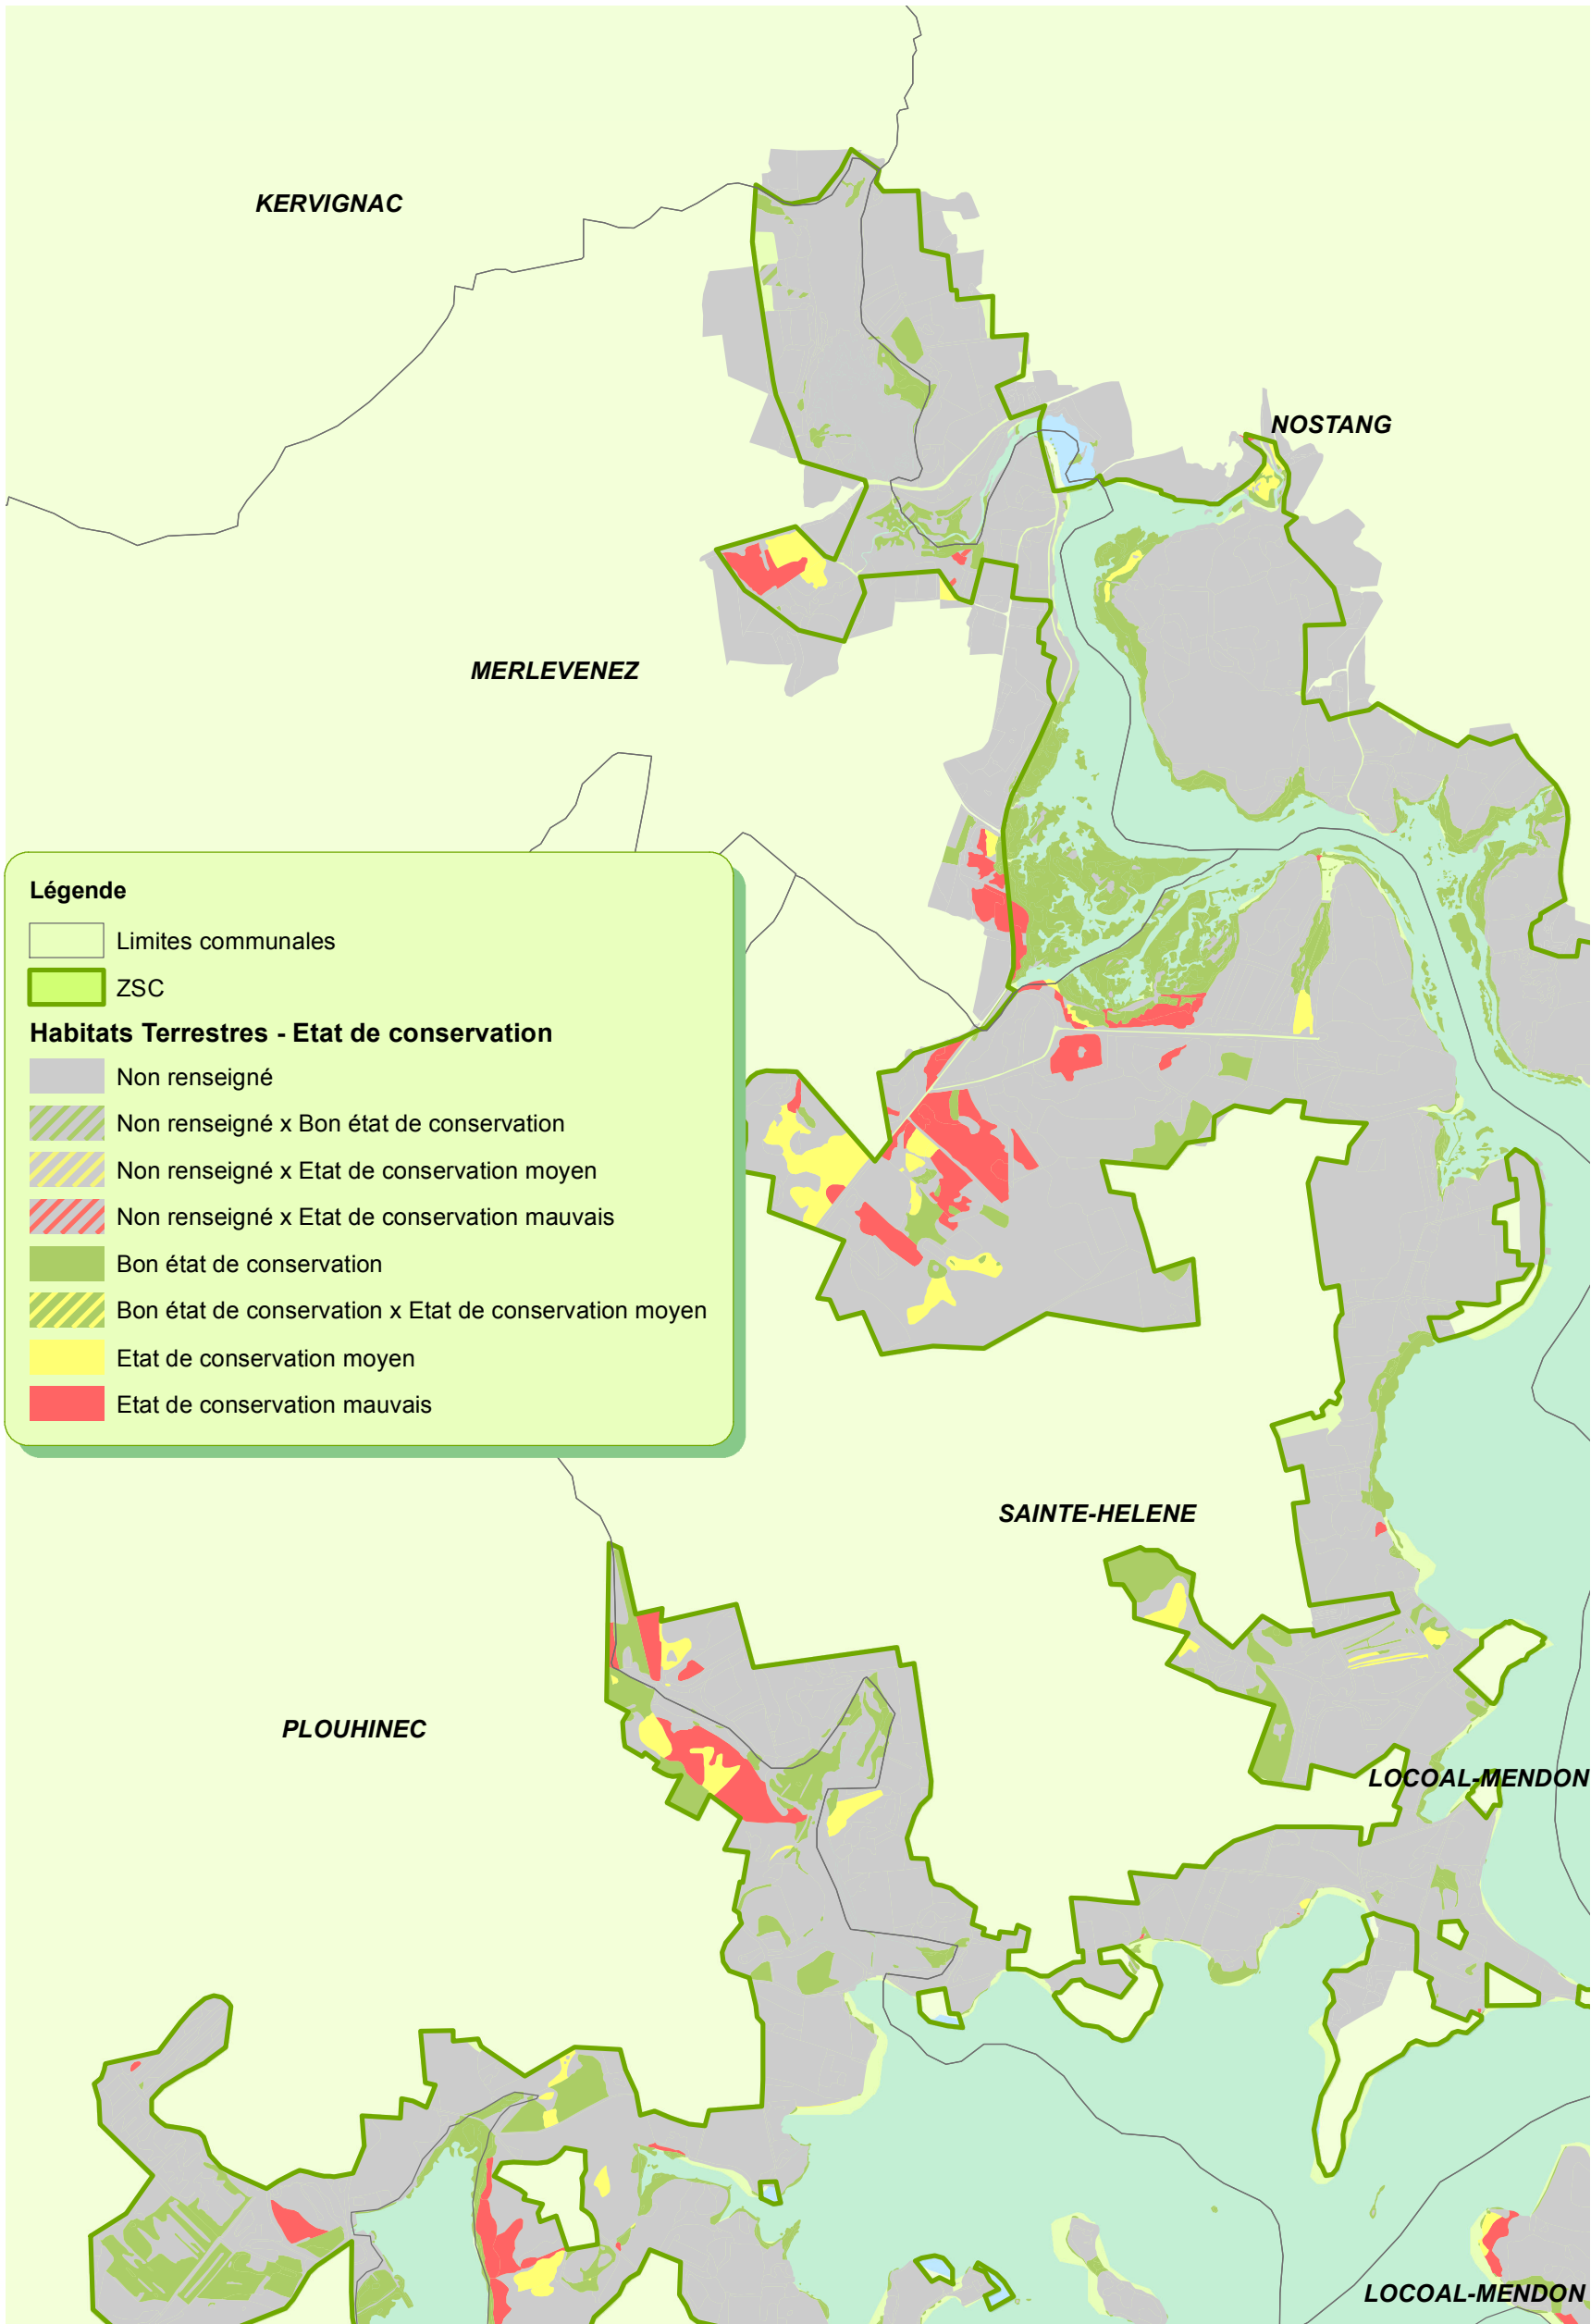 KERVIGNAC
NOSTANG
MERLEVENEZ
Légende
Limites communales
ZSC
Habitats Terrestres - Etat de conservation
Non renseigné
Non renseigné x Bon état de conservation
Non renseigné x Etat de conservation moyen
Non renseigné x Etat de conservation mauvais
Bon état de conservation
Bon état de conservation x Etat de conservation moyen
Etat de conservation moyen
Etat de conservation mauvais
SAINTE-HELENE
PLOUHINEC
LOCOAL-MENDON
LOCOAL-MENDON